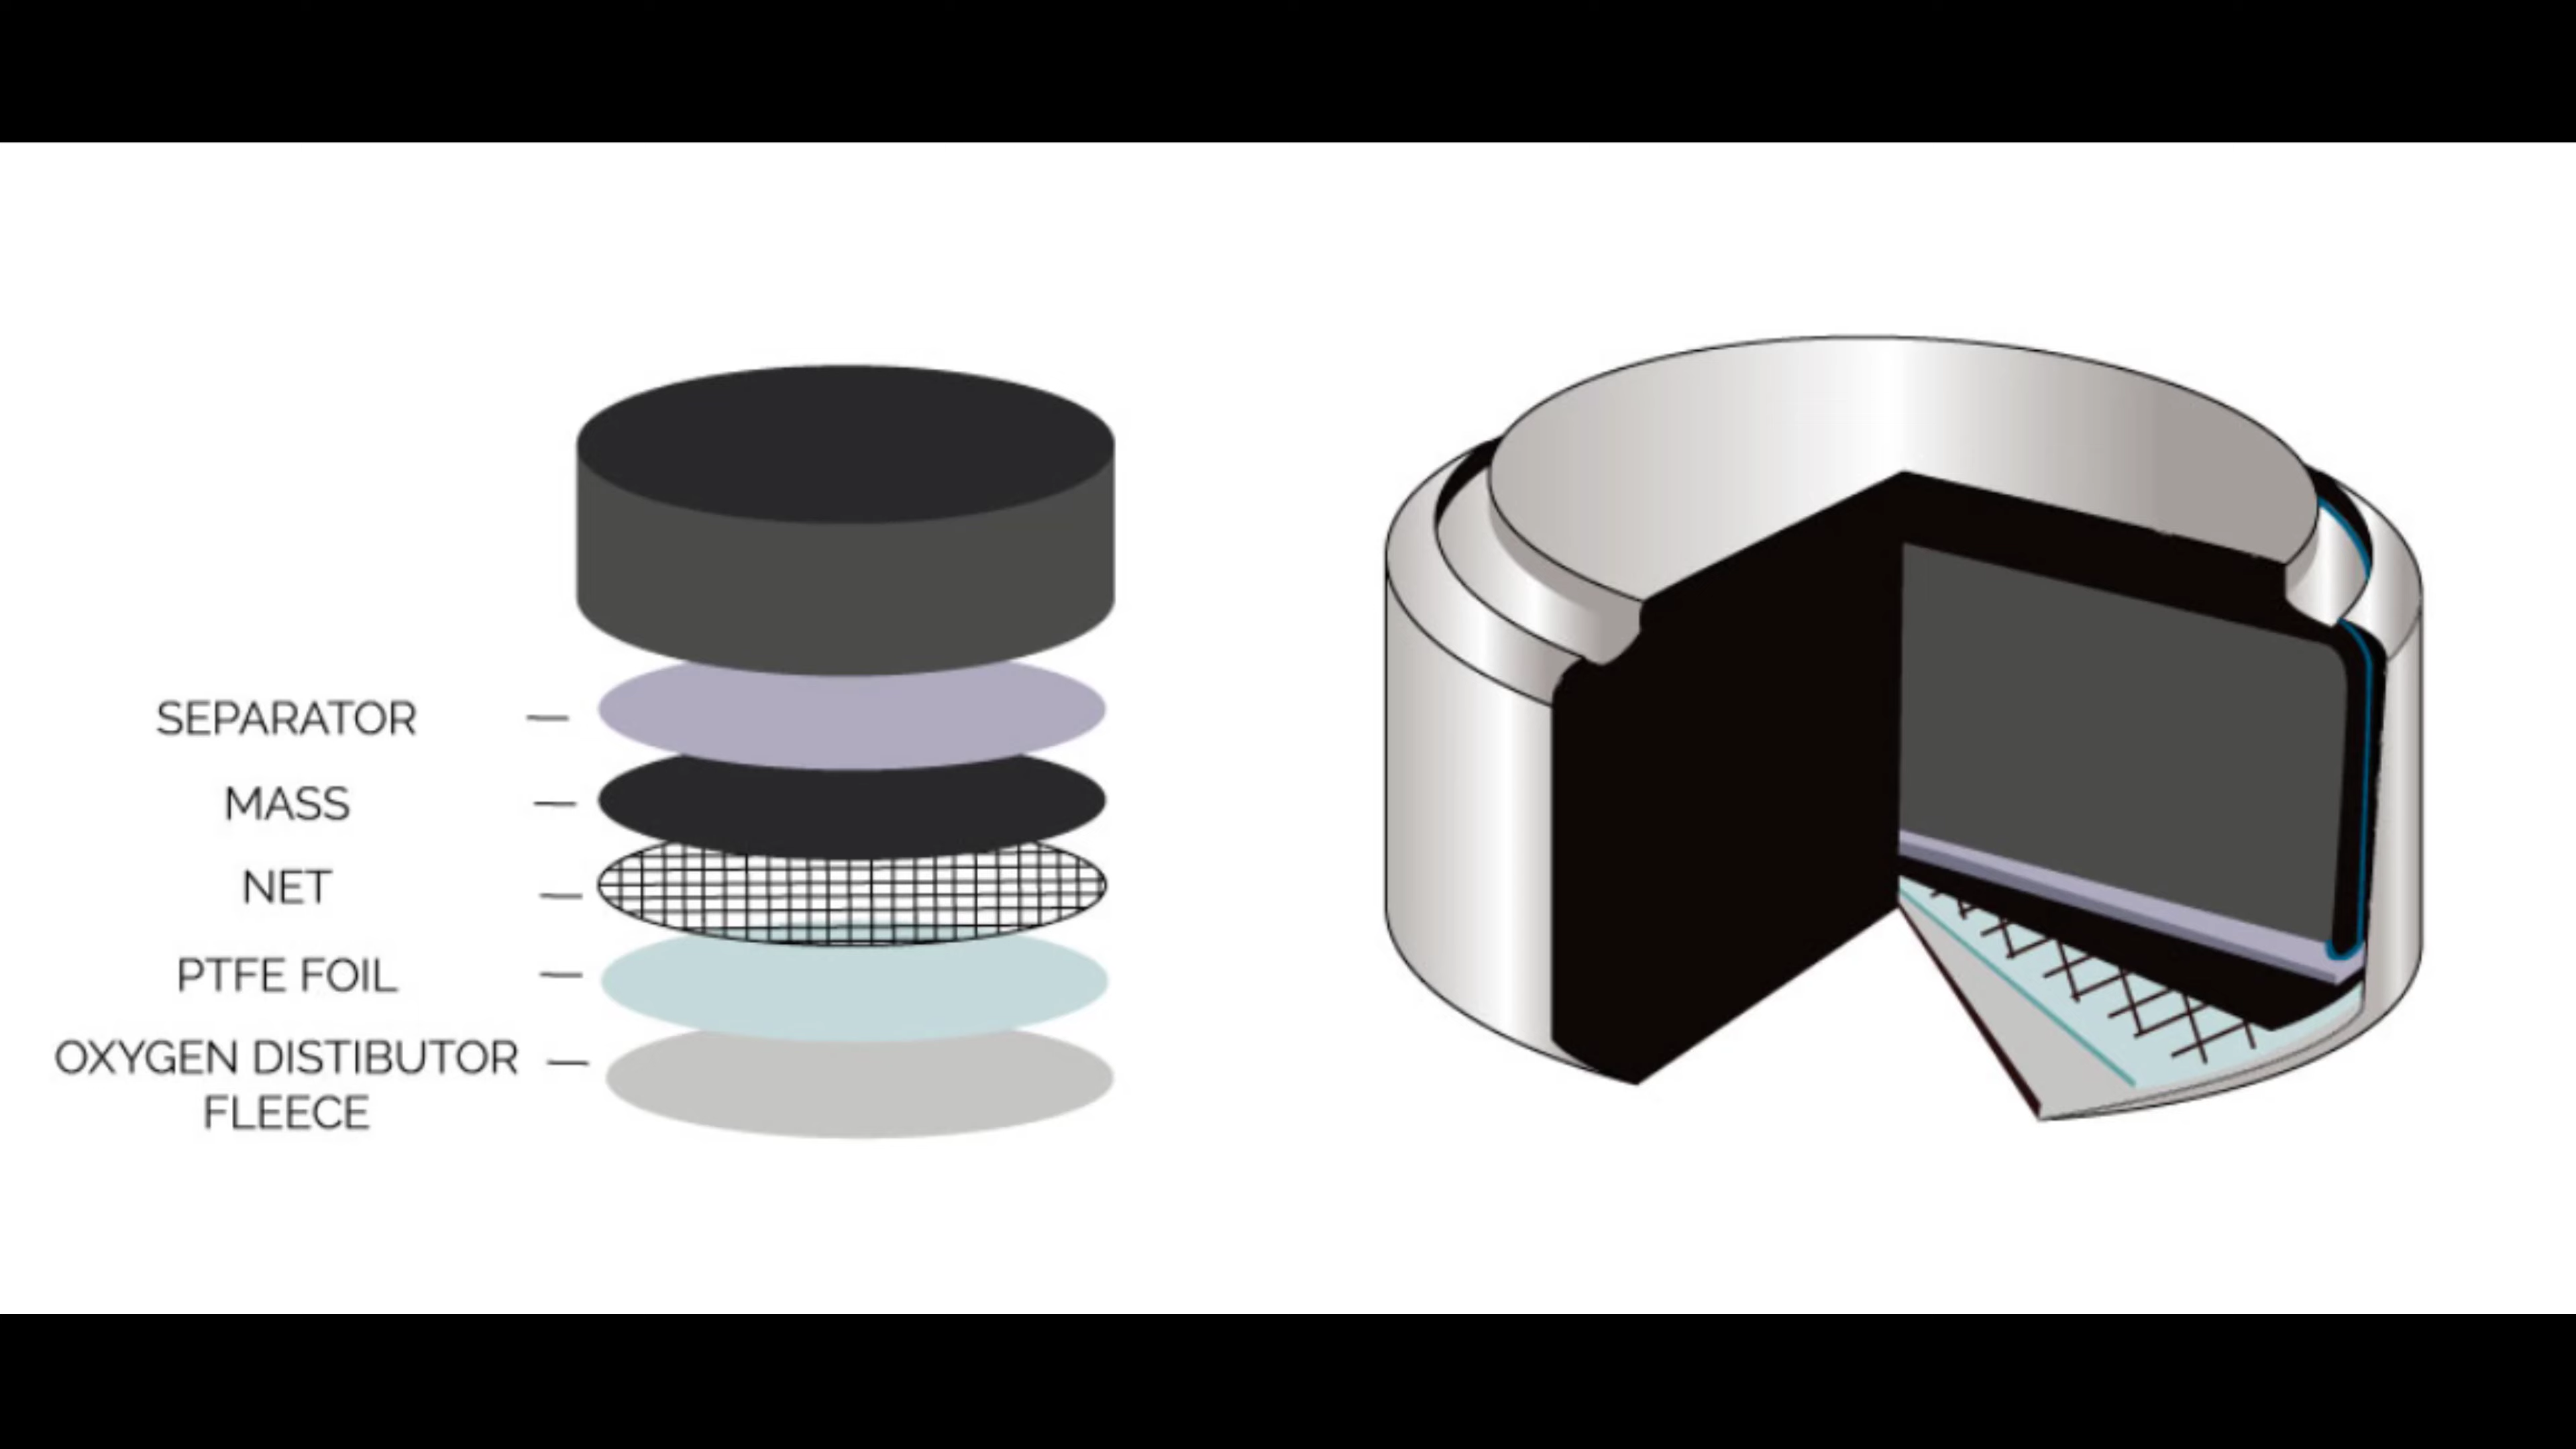 SEPARATOR
MASS
NET
PTFE FOIL
OXYGEN DISTIBUTOR
FLEECE